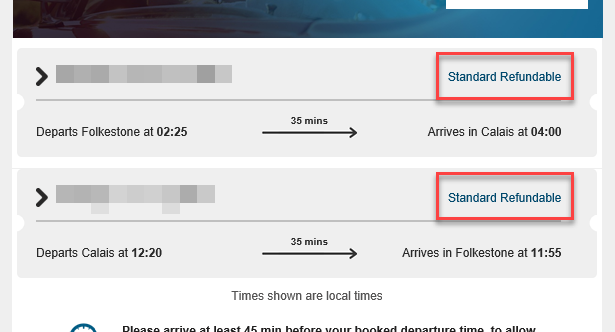 Standard Refundable
35 mins
Departs Folkestone at 02:25
Arrives in Calais at 04:00
Standard Refundable
35 mins
Departs Calais at 12:20
Arrives in Folkestone at 11:55
Times shown are local times
Please arrive at least 45 min before your booked departure time, to allow